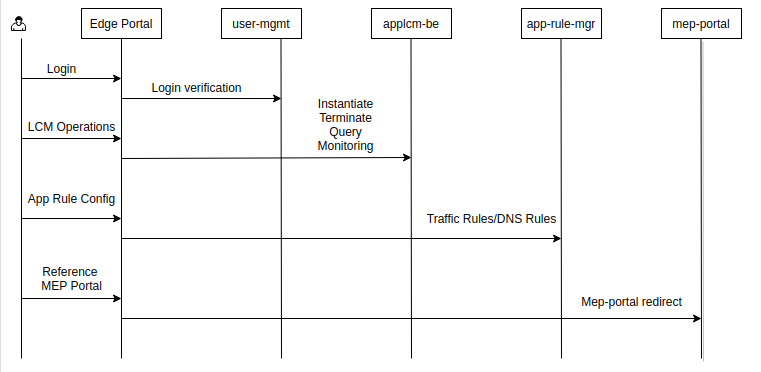 Edge Portal
user-mgmt
applcm-be
app-rule-mgr
mep-portal
Login
Login verification
Instantiate
Terminate
Query
Monitoring
LCM Operations
App Rule Config
Traffic Rules/DNS Rules
Reference
MEP Portal
Mep-portal redirect